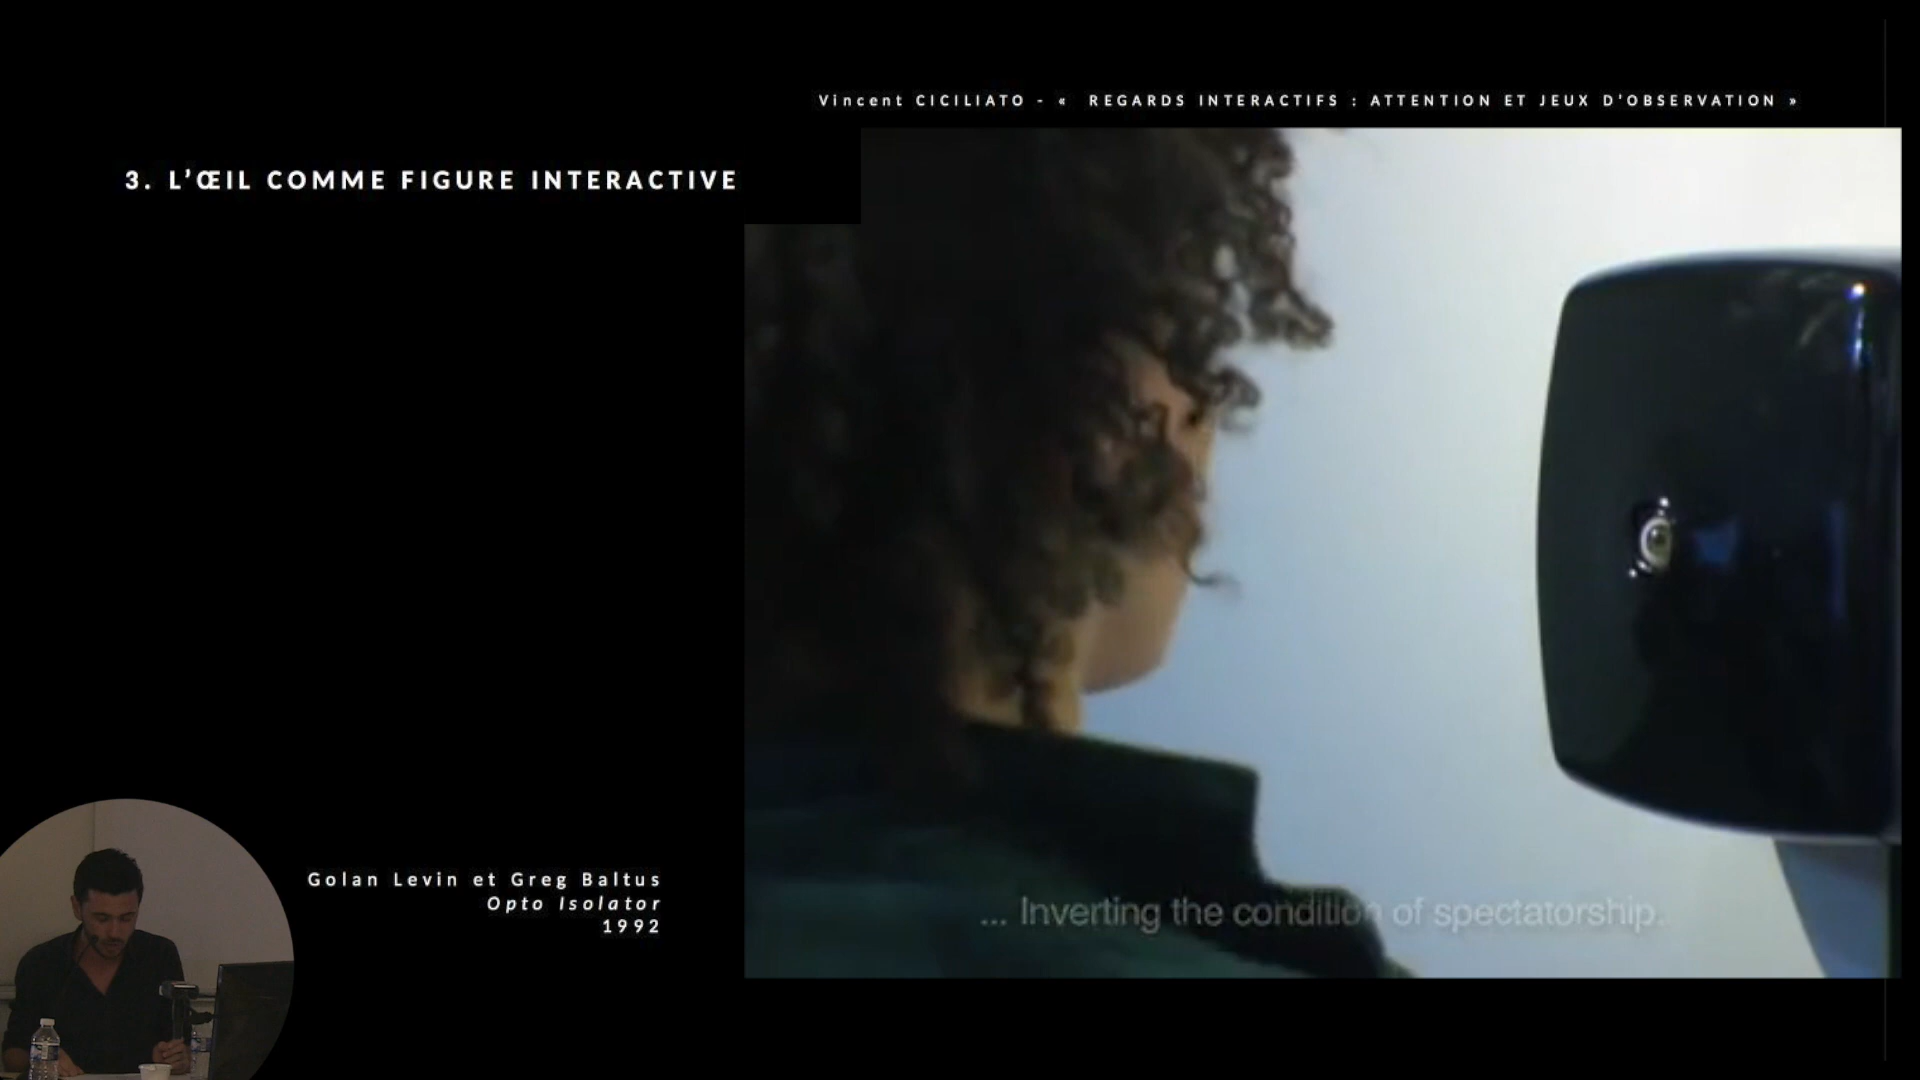 Vincent CICILIATO - « REGARDS INTERACTIFS : ATTENTION ET JEUX D'OBSERVATION »
3. L'ŒIL COMME FIGURE INTERACTIVE
Golan Levin et Greg Baltus
Opto Isolator
1992
... Inverting the condition of spectatorship.